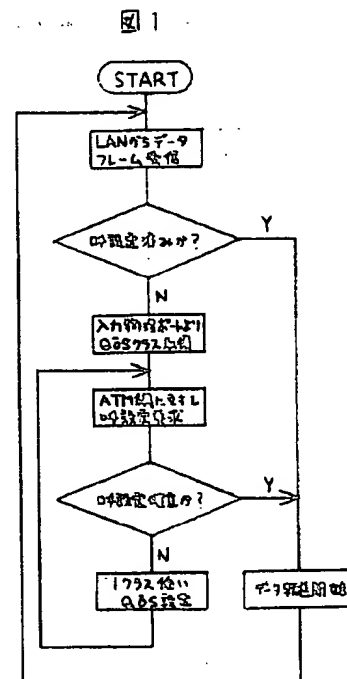 図1
START
LANからデータ
フレーム受信
呼設定済みか?
Y
N
入力物理ポートより
QOSクラス
ATM網に対し
呼設定要求
呼設定可能か?
Y
N
1クラス低い
QOS設定
データ転送開始